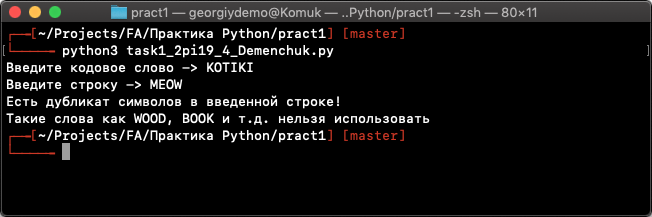 pract1 — georgiydemo@Komuk — ..Python/pract1 — -zsh — 80×11
[~/Projects/FA/Практика Python/pract1] [master]
python3 task1_2pi19_4_Demenchuk.py
Введите кодовое слово -> KOTIKI
Введите строку -> MEOW
Есть дубликат символов в введенной строке!
Такие слова как WOOD, BOOK и т.д. нельзя использовать
[~/Projects/FA/Практика Python/pract1] [master]